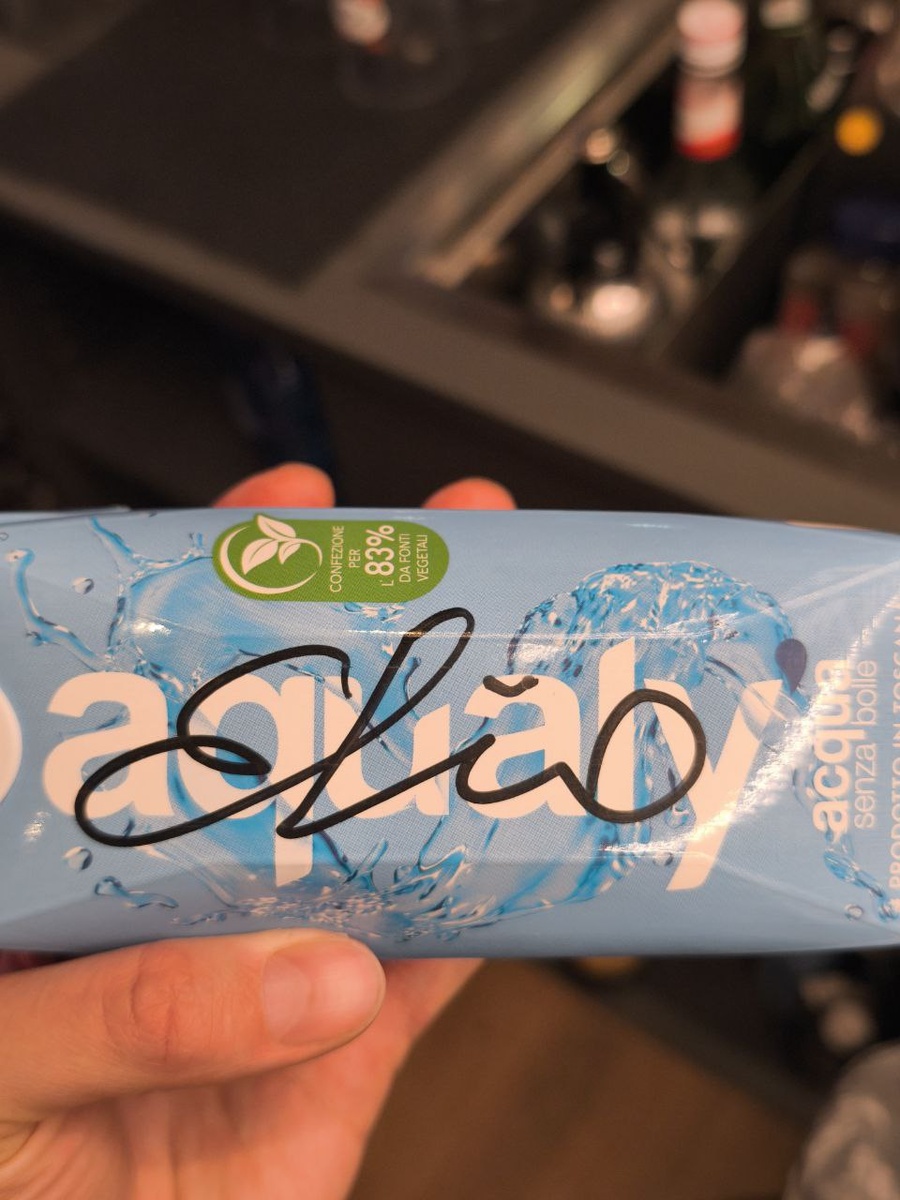 aqualy
CONFEZIONE
PER
L'83%
DA FONTI
VEGETALI
acqua
senza bolle